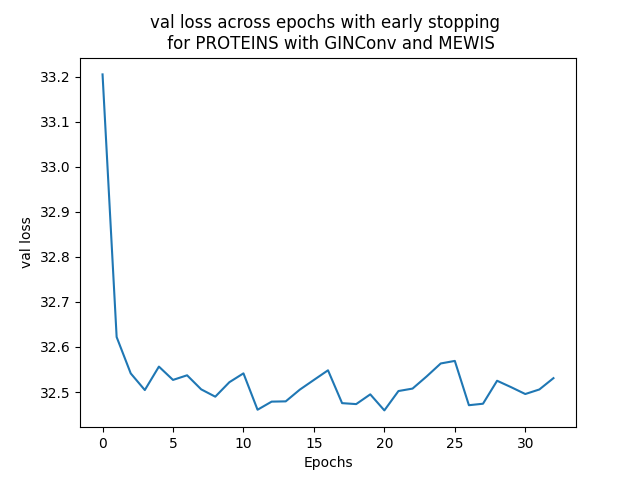 val loss across epochs with early stopping
for PROTEINS with GINConv and MEWIS
33.2
33.1
33.0
32.9
32.8
32.7
32.6
32.5
val loss
0 5 10 15 20 25 30
Epochs